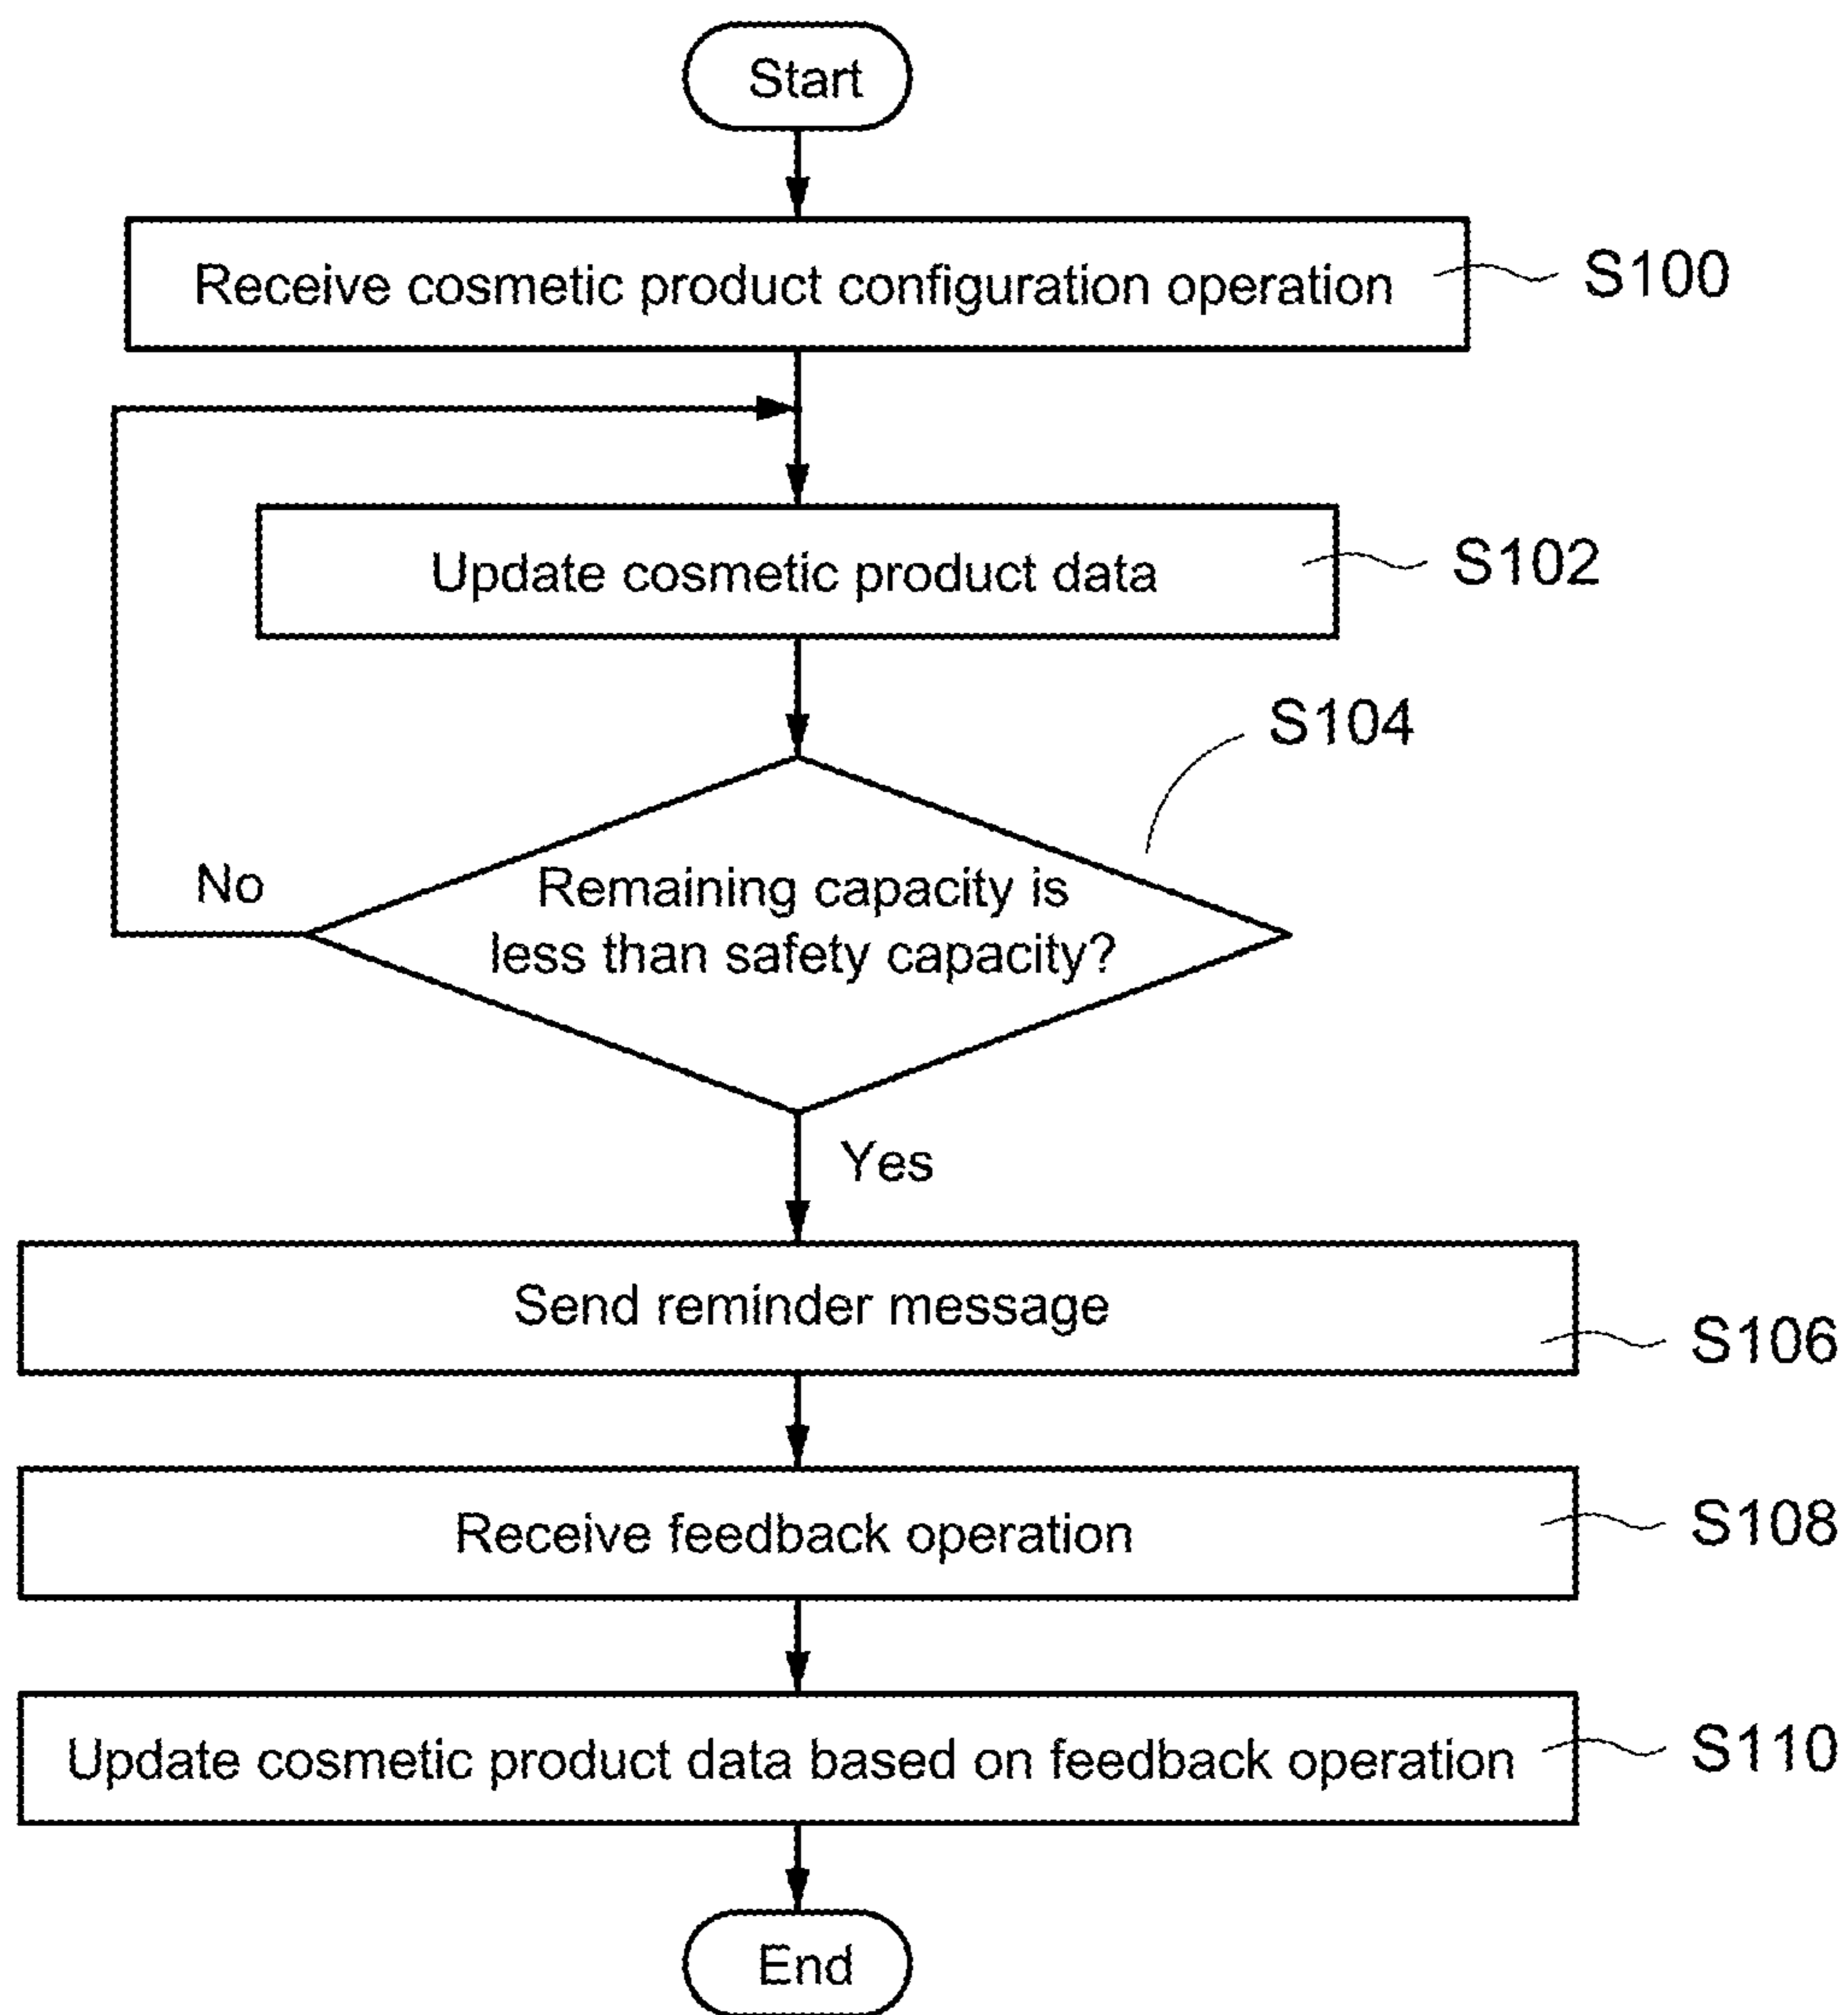 Start
Receive cosmetic product configuration operation
S100
Update cosmetic product data
S102
S104
Remaining capacity is
less than safety capacity?
No
Yes
Send reminder message
S106
Receive feedback operation
S108
Update cosmetic product data based on feedback operation
S110
End